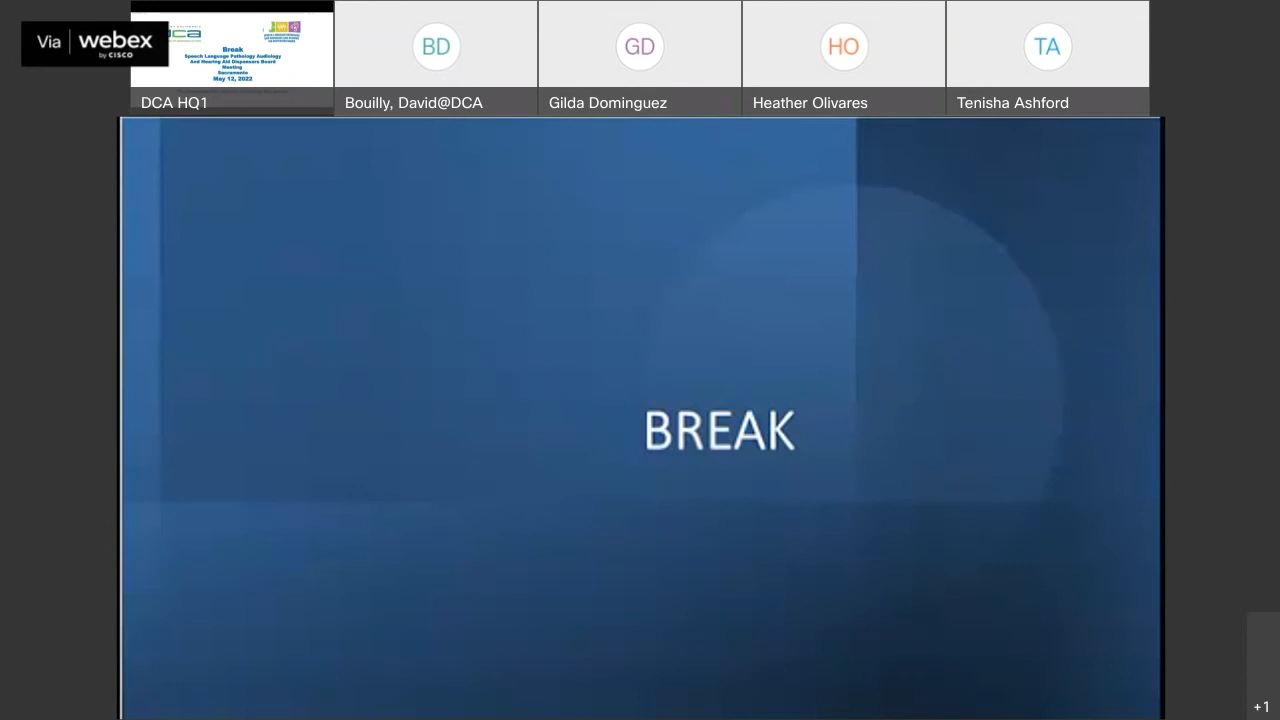 Via webex
by CISCO
Break
Speech Language Pathology Audiology
And Hearing Aid Dispensers Board
Meeting
Sacramento
May 12, 2022
BD
GD
HO
TA
DCA HQ1
Bouilly, David@DCA
Gilda Dominguez
Heather Olivares
Tenisha Ashford
BREAK
+1